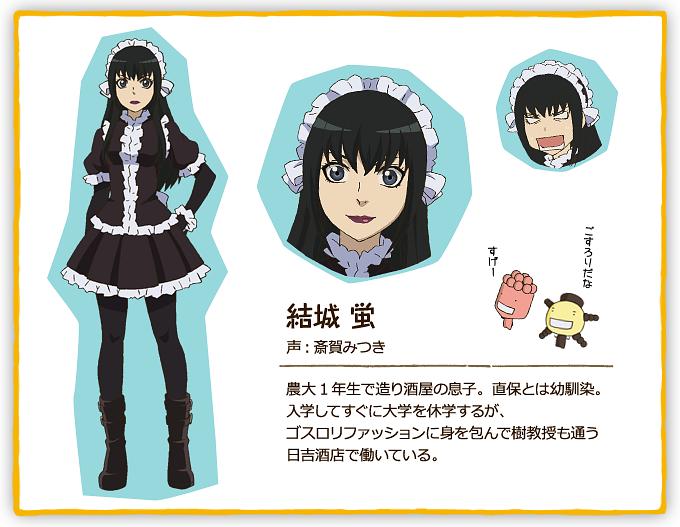 ごすろりだな
すげー
結城 蛍
声：斎賀みつき
農大１年生で造り酒屋の息子。直保とは幼馴染。
入学してすぐに大学を休学するが、
ゴスロリファッションに身を包んで樹教授も通う
日吉酒店で働いている。